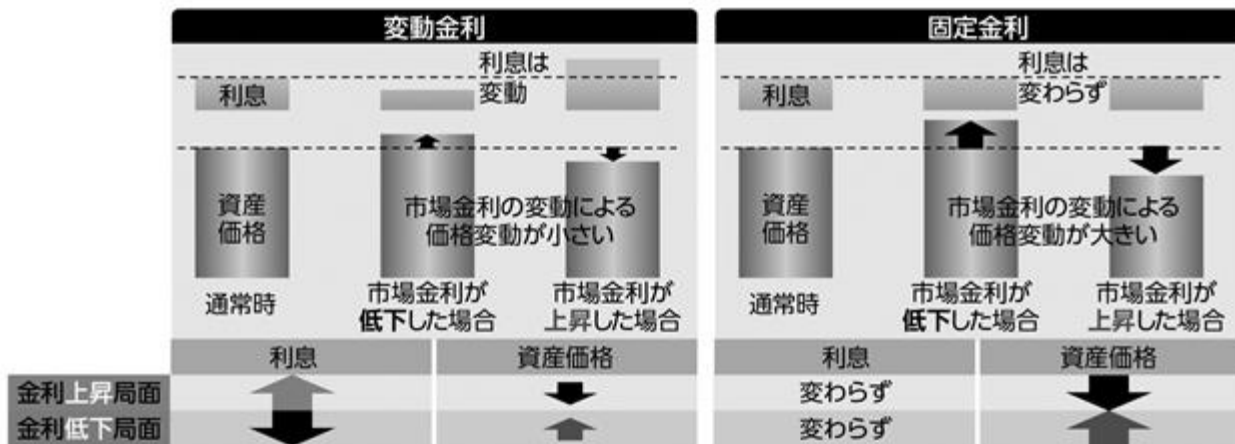 変動金利
利息
利息は
変動
資産
価格
市場金利の変動による
価格変動が小さい
通常時
市場金利が
低下した場合
市場金利が
上昇した場合
固定金利
利息
利息は
変わらず
資産
価格
市場金利の変動による
価格変動が大きい
通常時
市場金利が
低下した場合
市場金利が
上昇した場合
利息 資産価格 利息 資産価格
金利上昇局面 変わらず
金利低下局面 変わらず